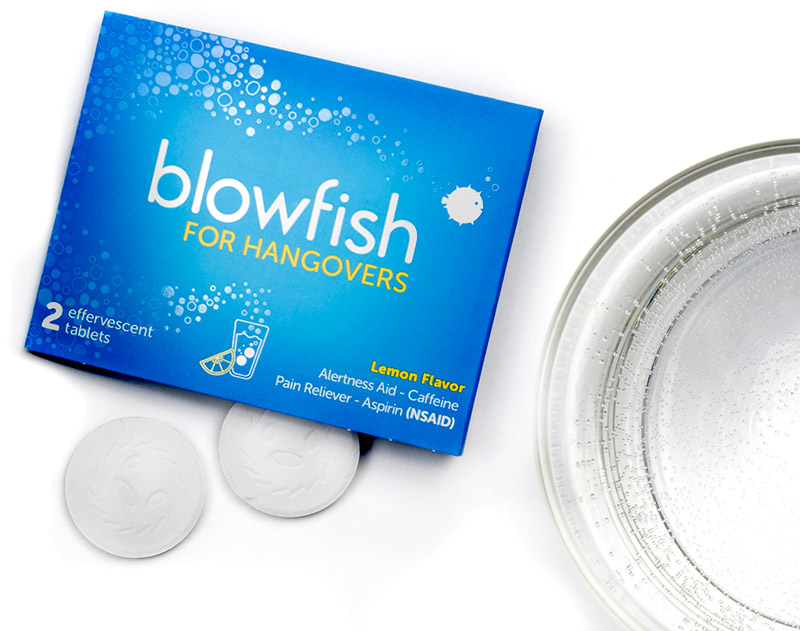 blowfish
FOR HANGOVERS
2 effervescent
tablets
Lemon Flavor
Alertness Aid - Caffeine
Pain Reliever - Aspirin (NSAID)